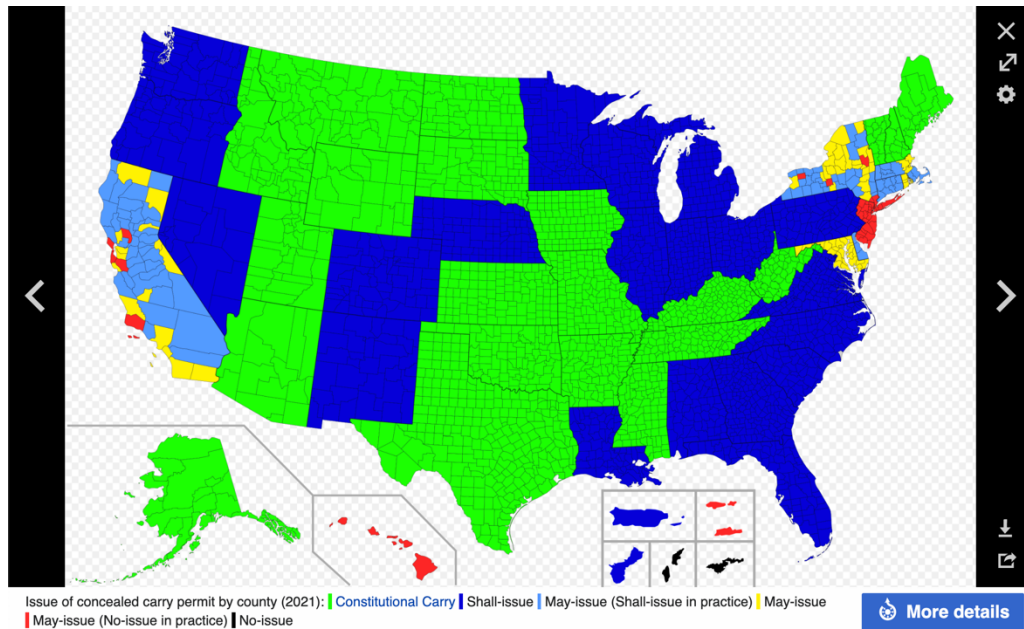 Issue of concealed carry permit by county (2021): Constitutional Carry Shall-issue May-issue (Shall-issue in practice) May-issue
May-issue (No-issue in practice) No-issue
More details